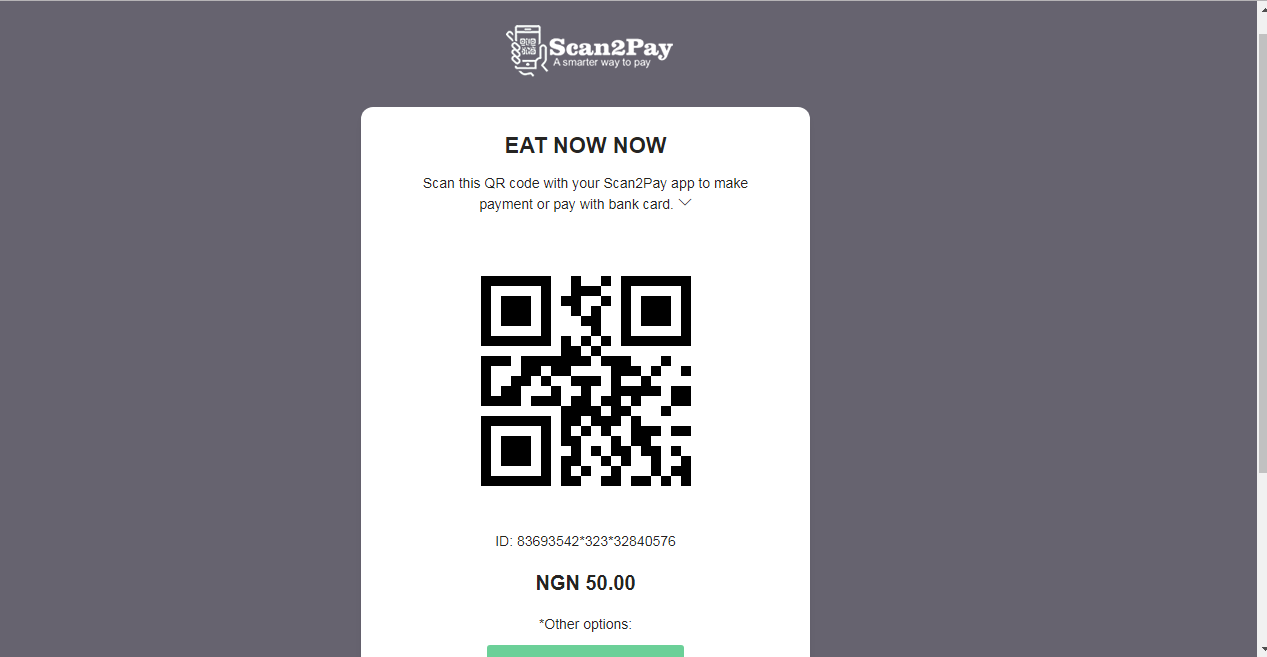 Scan2Pay
A smarter way to pay
EAT NOW NOW
Scan this QR code with your Scan2Pay app to make
payment or pay with bank card.
ID: 83693542*323*32840576
NGN 50.00
*Other options: